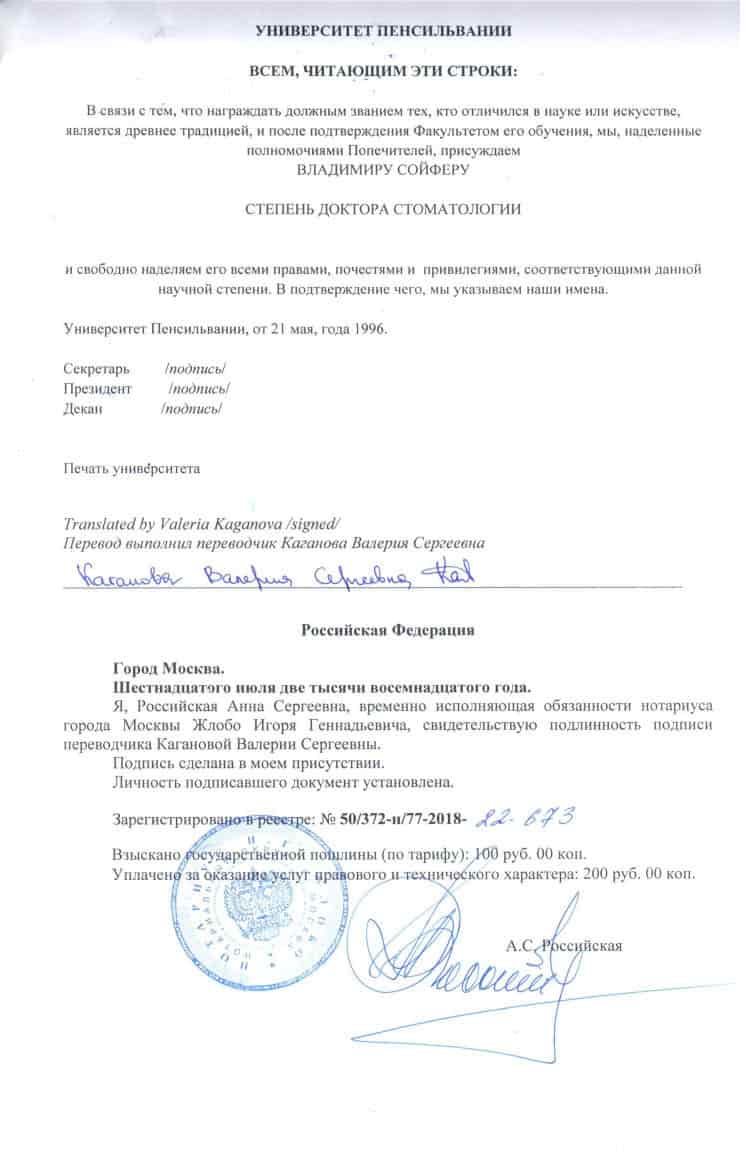 УНИВЕРСИТЕТ ПЕНСИЛЬВАНИИ
ВСЕМ, ЧИТАЮЩИМ ЭТИ СТРОКИ:
В связи с тем, что награждать должным званием тех, кто отличился в науке или искусстве,
является древнее традицией, и после подтверждения Факультетом его обучения, мы, наделенные
полномочиями Попечителей, присуждаем
ВЛАДИМИРУ СОЙФЕРУ
СТЕПЕНЬ ДОКТОРА СТОМАТОЛОГИИ
и свободно наделяем его всеми правами, почестями и привилегиями, соответствующими данной
научной степени. В подтверждение чего, мы указываем наши имена.
Университет Пенсильвании, от 21 мая, года 1996.
Секретарь /подпись/
Президент /подпись/
Декан /подпись/
Печать университета
Translated by Valeria Kaganova /signed/
Перевод выполнил переводчик Каганова Валерия Сергеевна
Каганова Валерия Сергеевна
Российская Федерация
Город Москва.
Шестнадцатого июля две тысячи восемнадцатого года.
Я, Российская Анна Сергеевна, временно исполняющая обязанности нотариуса
города Москвы Жлобо Игоря Геннадьевича, свидетельствую подлинность подписи
переводчика Кагановой Валерии Сергеевны.
Подпись сделана в моем присутствии.
Личность подписавшего документ установлена.
Зарегистрировано в реестре: № 50/372-н/77-2018- 22-673
Взыскано государственной пошлины (по тарифу): 100 руб. 00 коп.
Уплачено за оказание услуг правового и технического характера: 200 руб. 00 коп.
А.С. Российская